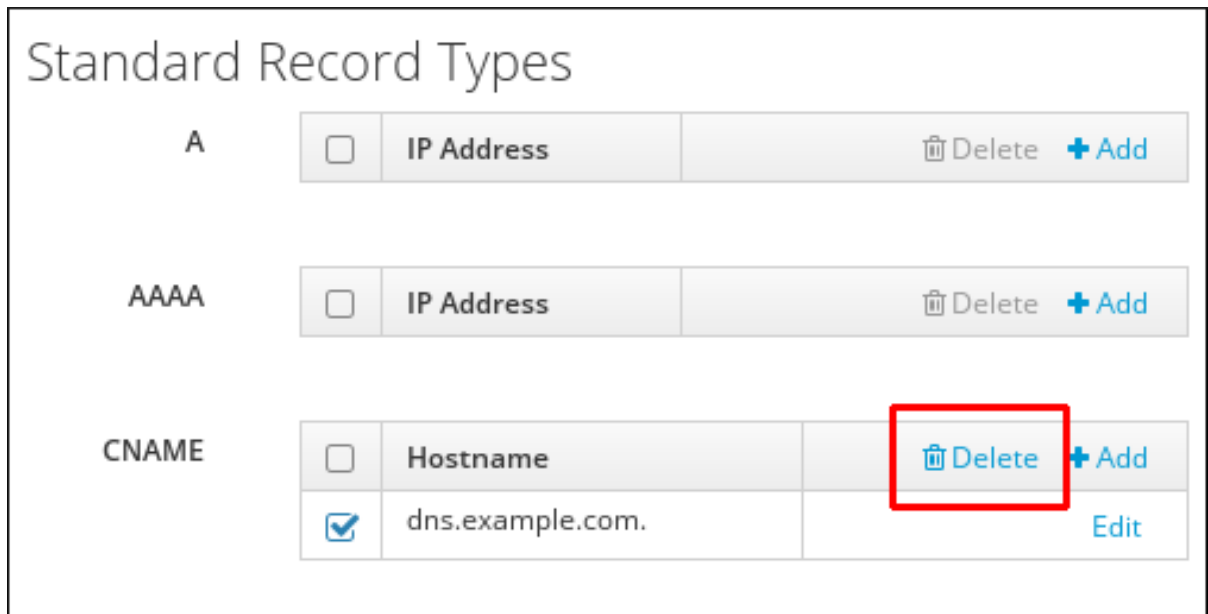 Standard Record Types
A IP Address Delete Add
AAAA IP Address Delete Add
CNAME Hostname Delete Add
dns.example.com. Edit